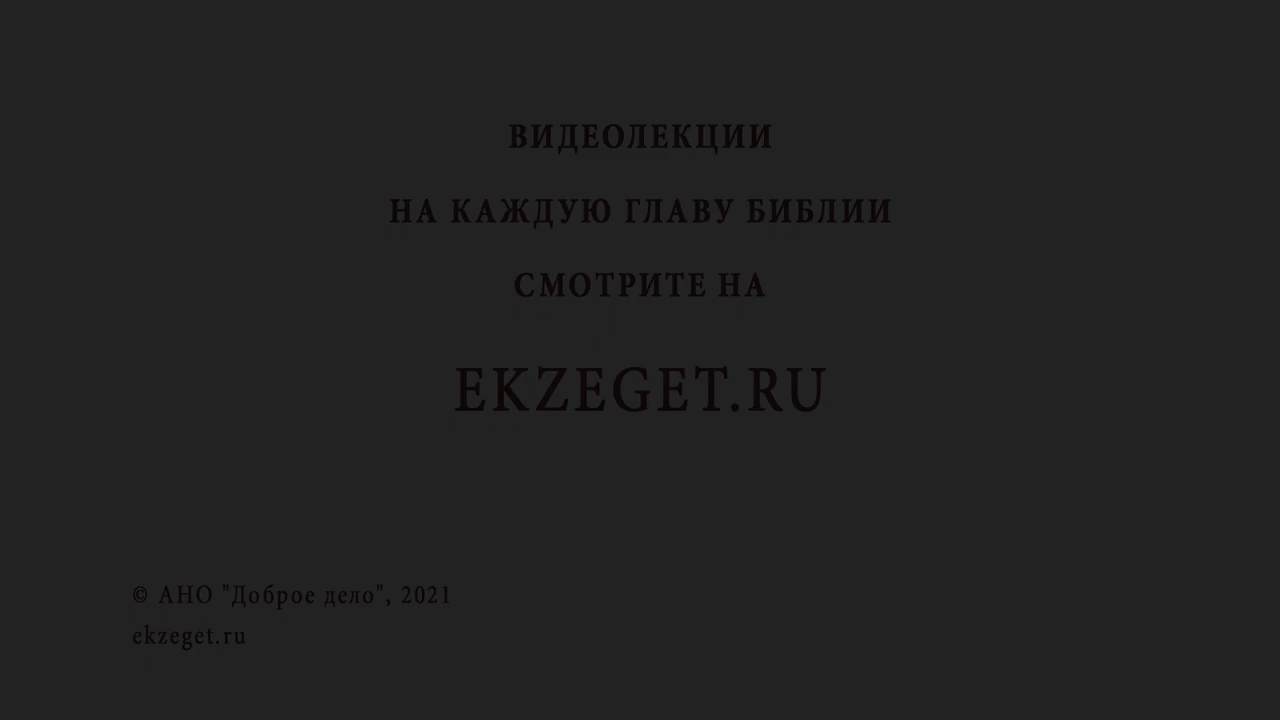 ВИДЕОЛЕКЦИИ
НА КАЖДУЮ ГЛАВУ БИБЛИИ
СМОТРИТЕ НА
EKZEGET.RU
© АНО "Доброе дело", 2021
ekzeget.ru